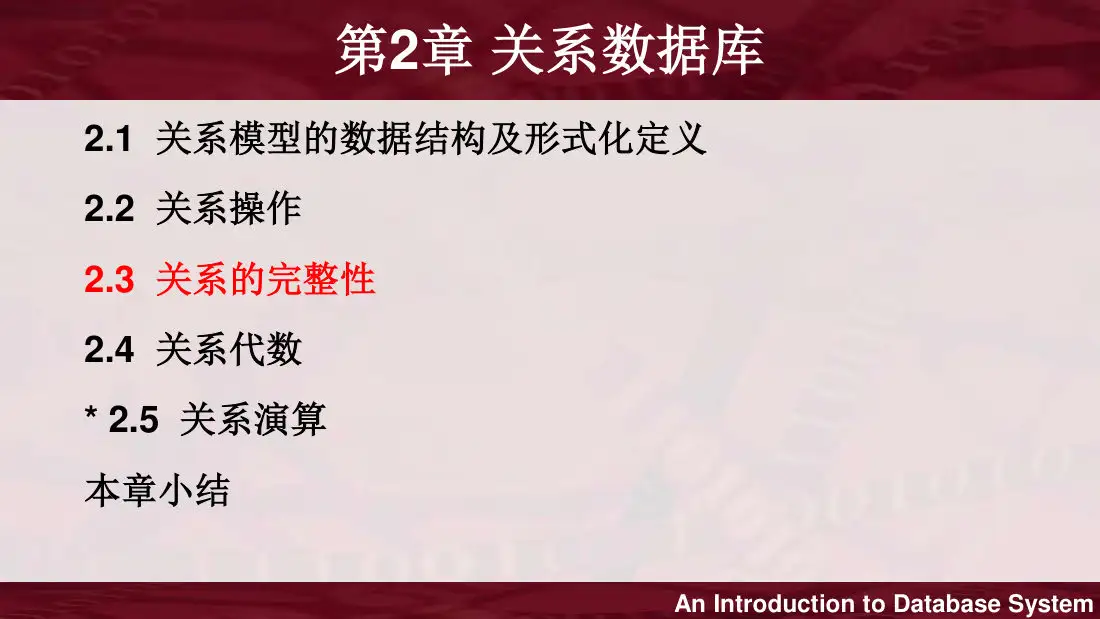 第2章 关系数据库
2.1 关系模型的数据结构及形式化定义
2.2 关系操作
2.3 关系的完整性
2.4 关系代数
* 2.5 关系演算
本章小结
An Introduction to Database System